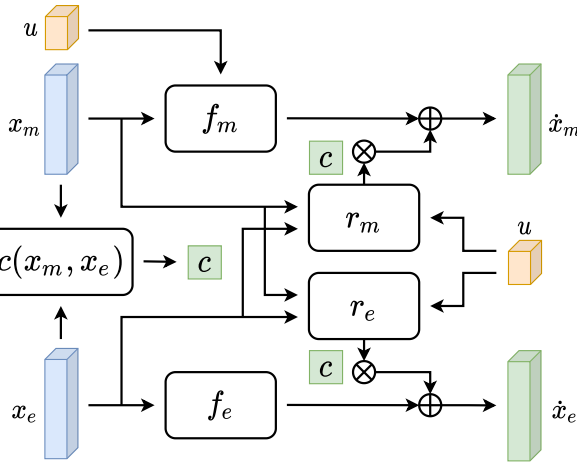 u
x_m
f_m
ẋ_m
c
r_m
u
c(x_m, x_e)
c
r_e
c
x_e
f_e
ẋ_e